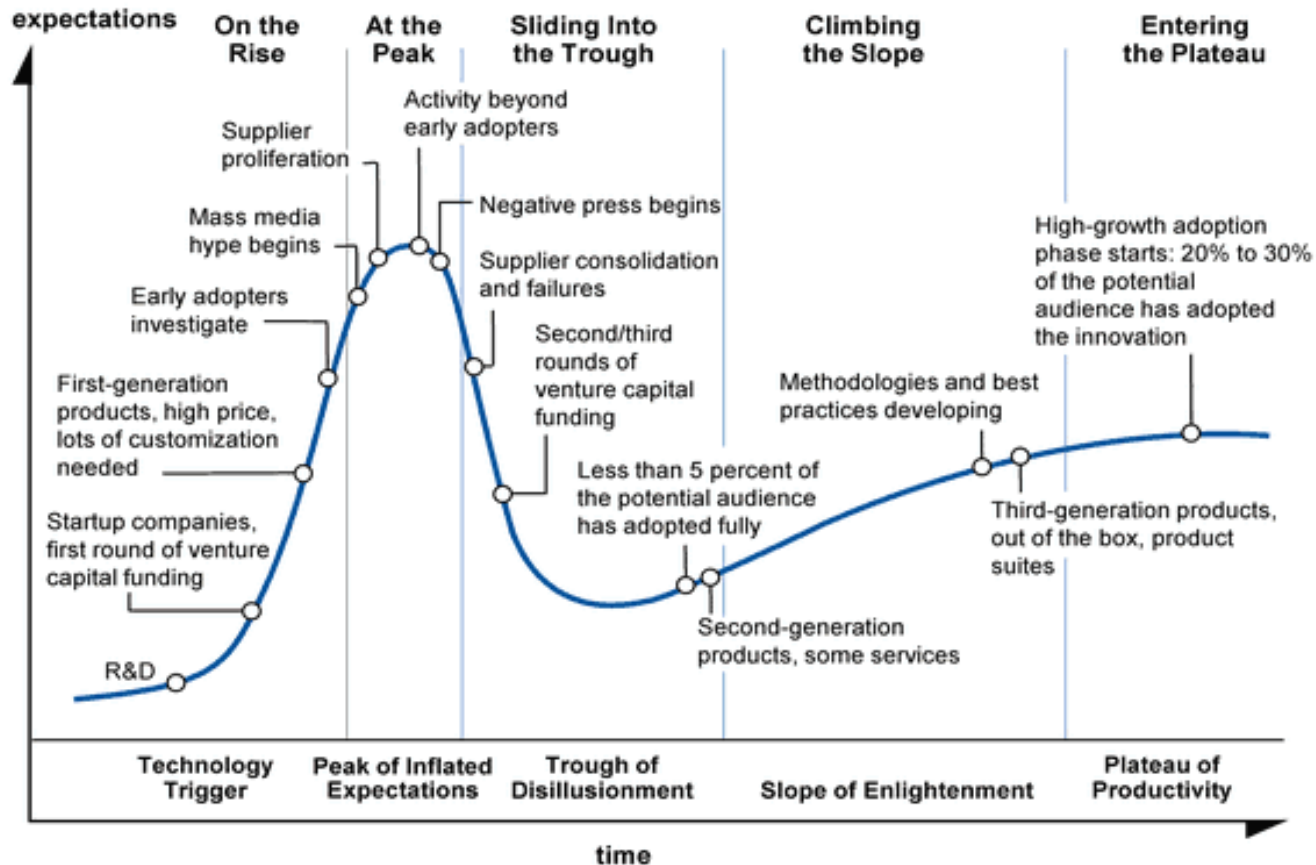 expectations
On the
Rise
At the
Peak
Sliding Into
the Trough
Climbing
the Slope
Entering
the Plateau
Activity beyond
early adopters
Supplier
proliferation
Negative press begins
Mass media
hype begins
Supplier consolidation
and failures
Early adopters
investigate
Second/third
rounds of
venture capital
funding
High-growth adoption
phase starts: 20% to 30%
of the potential
audience has adopted
the innovation
First-generation
products, high price,
lots of customization
needed
Methodologies and best
practices developing
Less than 5 percent of
the potential audience
has adopted fully
Startup companies,
first round of venture
capital funding
Third-generation products,
out of the box, product
suites
Second-generation
products, some services
R&D
Technology
Trigger
Peak of Inflated
Expectations
Trough of
Disillusionment
Slope of Enlightenment
Plateau of
Productivity
time